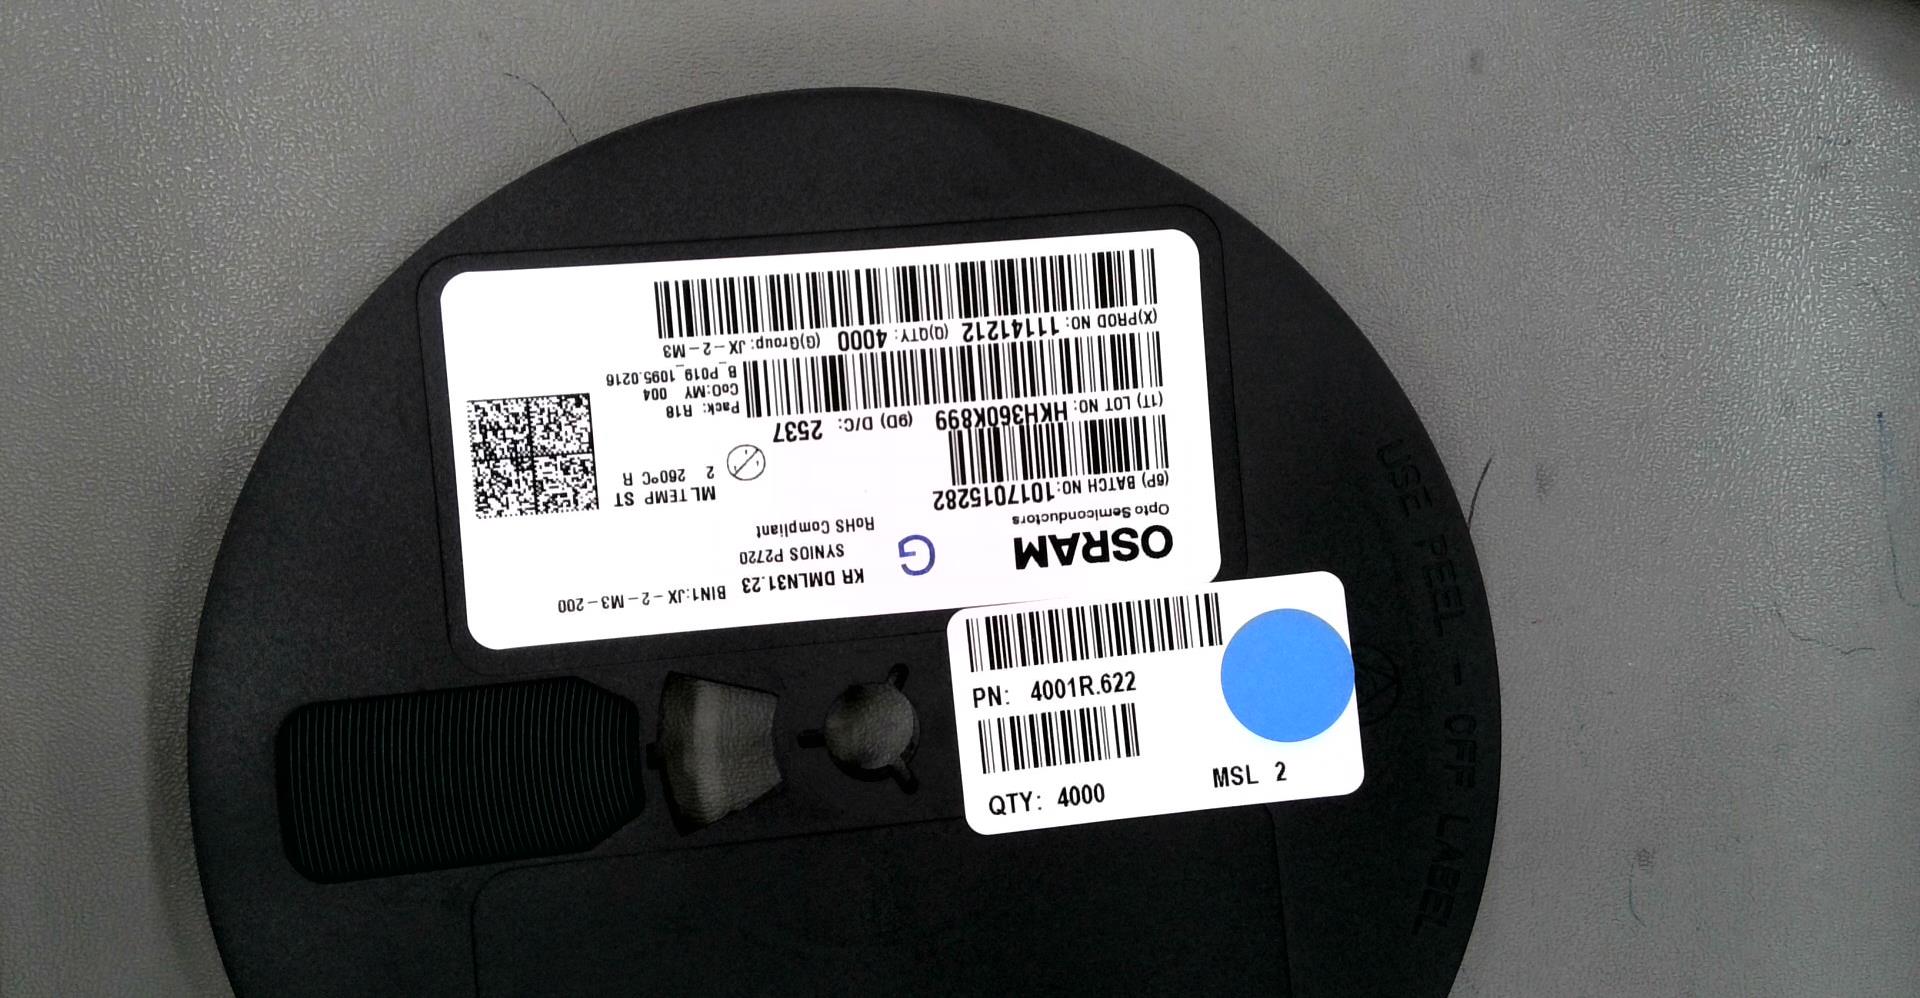 OSRAM
Opto Semiconductors
G
KR DMLN31.23 BIN1:JX-2-M3-200
SYNIOS P2720
RoHS Compliant
(6P) BATCH NO:1017015282
ML TEMP ST
2 260°C R
(1T) LOT NO: HKH360K899 (9D) D/C: 2537
Pack: R18
CoO:MY 004
B_P019_1095.0216
(X)PROD NO: 11141212 (Q)QTY: 4000 (G)Group: JX-2-M3
PN: 4001R.622
QTY: 4000
MSL 2
USE PEEL-OFF LABEL